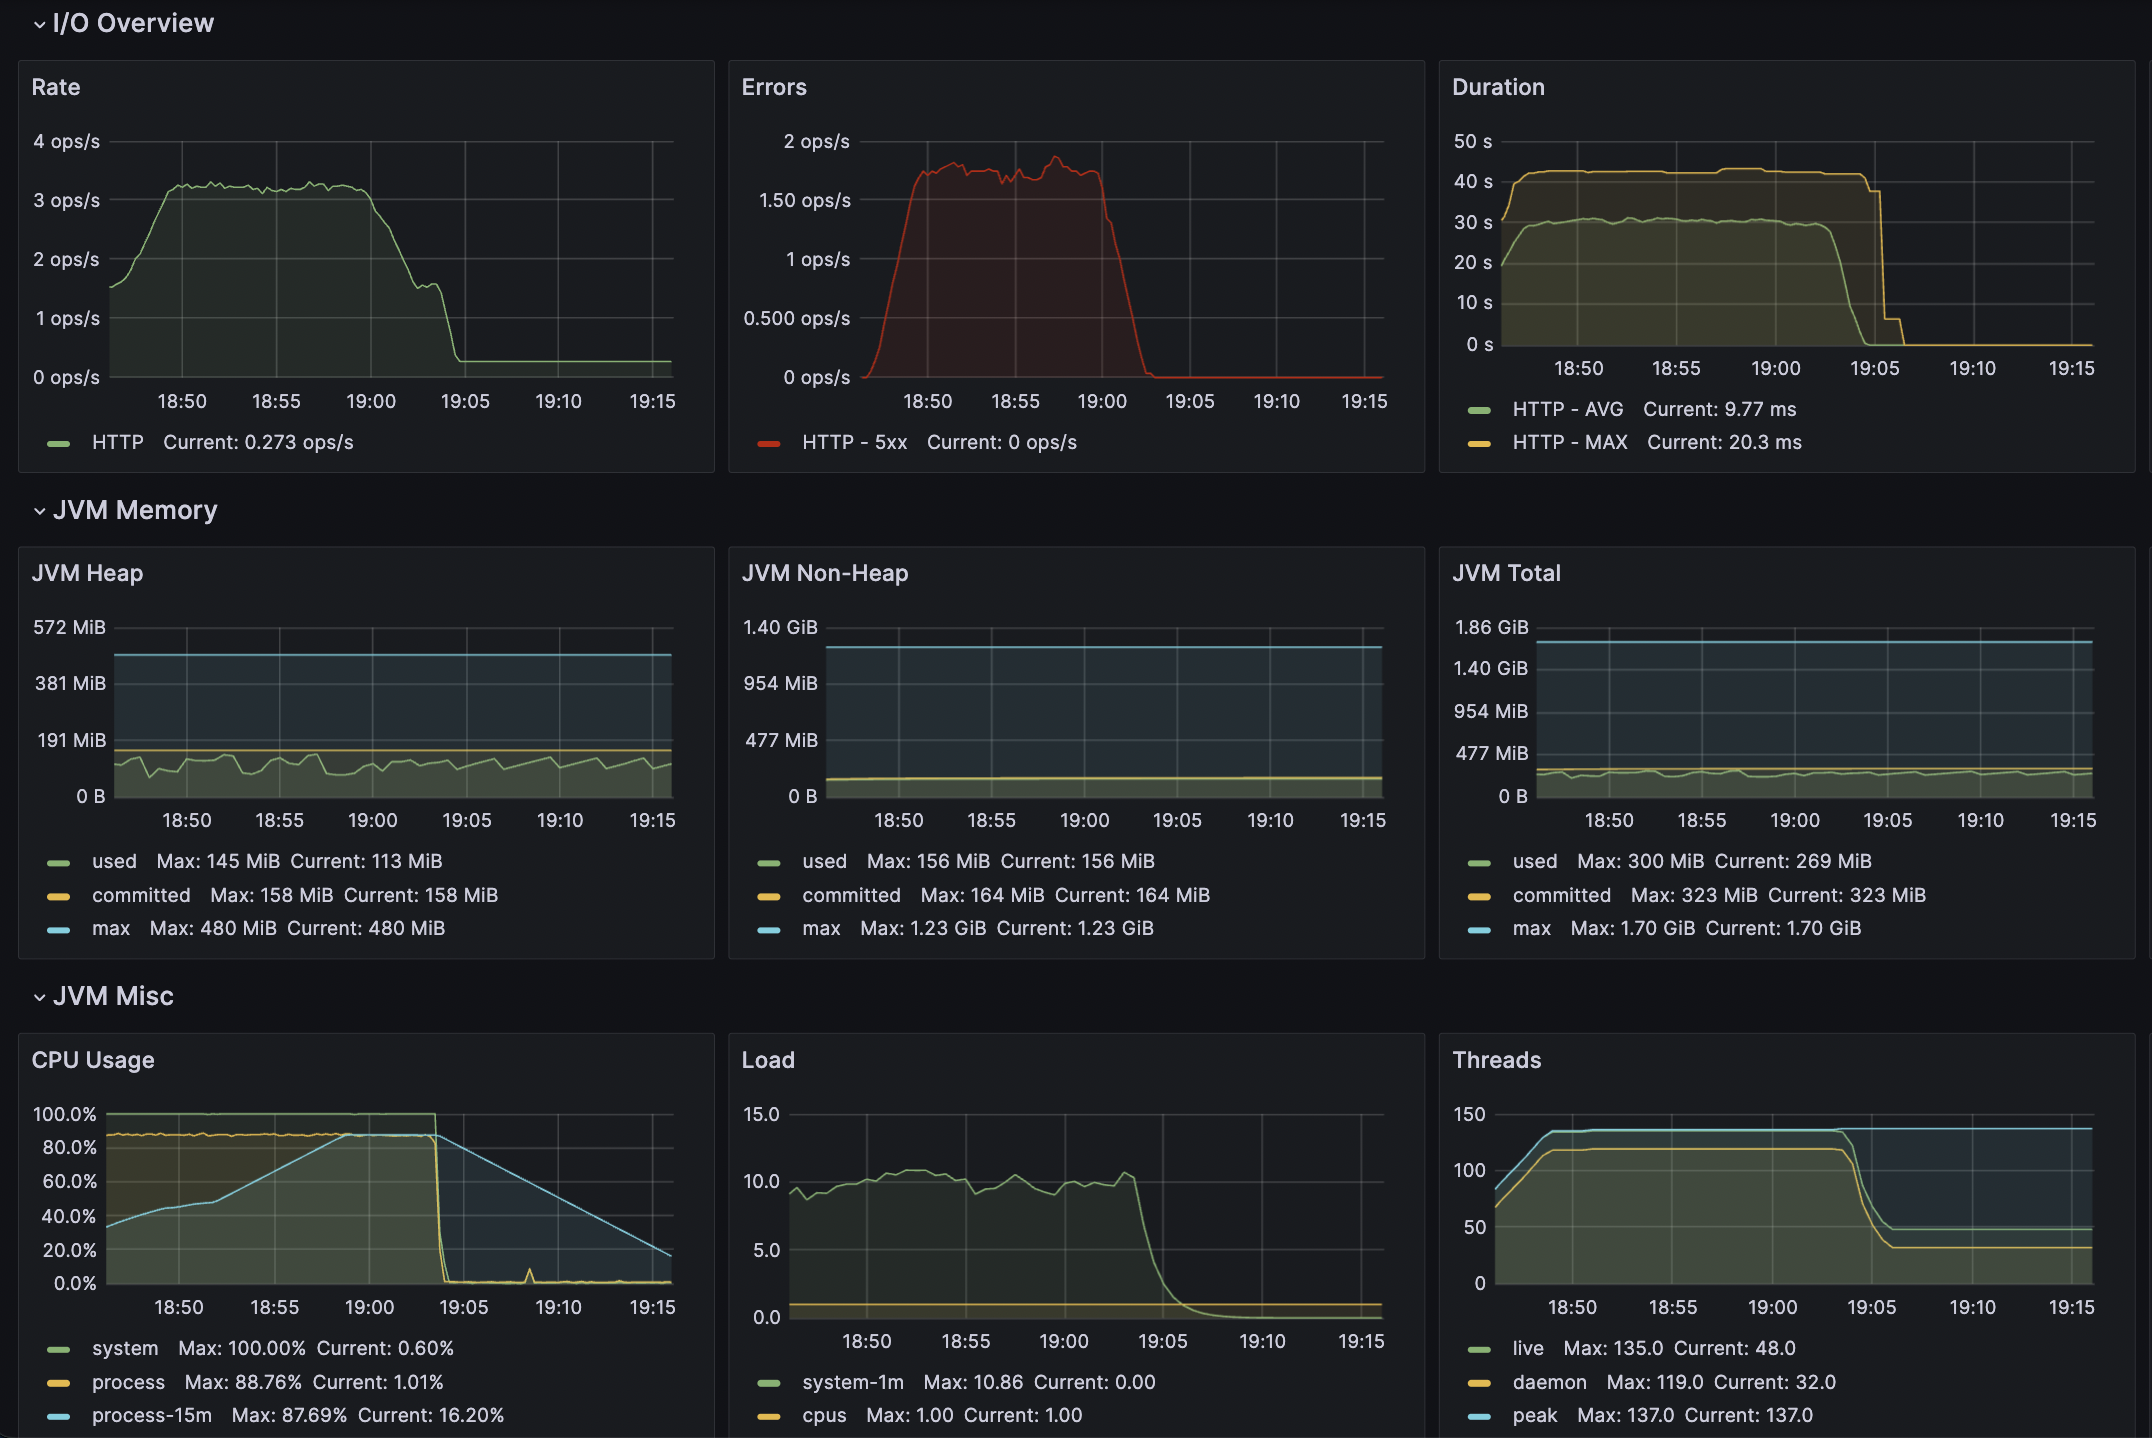 I/O Overview
Rate
4 ops/s
3 ops/s
2 ops/s
1 ops/s
0 ops/s
18:50 18:55 19:00 19:05 19:10 19:15
HTTP Current: 0.273 ops/s
Errors
2 ops/s
1.50 ops/s
1 ops/s
0.500 ops/s
0 ops/s
18:50 18:55 19:00 19:05 19:10 19:15
HTTP - 5xx Current: 0 ops/s
Duration
50 s
40 s
30 s
20 s
10 s
0 s
18:50 18:55 19:00 19:05 19:10 19:15
HTTP - AVG Current: 9.77 ms
HTTP - MAX Current: 20.3 ms
JVM Memory
JVM Heap
572 MiB
381 MiB
191 MiB
0 B
18:50 18:55 19:00 19:05 19:10 19:15
used Max: 145 MiB Current: 113 MiB
committed Max: 158 MiB Current: 158 MiB
max Max: 480 MiB Current: 480 MiB
JVM Non-Heap
1.40 GiB
954 MiB
477 MiB
0 B
18:50 18:55 19:00 19:05 19:10 19:15
used Max: 156 MiB Current: 156 MiB
committed Max: 164 MiB Current: 164 MiB
max Max: 1.23 GiB Current: 1.23 GiB
JVM Total
1.86 GiB
1.40 GiB
954 MiB
477 MiB
0 B
18:50 18:55 19:00 19:05 19:10 19:15
used Max: 300 MiB Current: 269 MiB
committed Max: 323 MiB Current: 323 MiB
max Max: 1.70 GiB Current: 1.70 GiB
JVM Misc
CPU Usage
100.0%
80.0%
60.0%
40.0%
20.0%
0.0%
18:50 18:55 19:00 19:05 19:10 19:15
system Max: 100.00% Current: 0.60%
process Max: 88.76% Current: 1.01%
process-15m Max: 87.69% Current: 16.20%
Load
15.0
10.0
5.0
0.0
18:50 18:55 19:00 19:05 19:10 19:15
system-1m Max: 10.86 Current: 0.00
cpus Max: 1.00 Current: 1.00
Threads
150
100
50
0
18:50 18:55 19:00 19:05 19:10 19:15
live Max: 135.0 Current: 48.0
daemon Max: 119.0 Current: 32.0
peak Max: 137.0 Current: 137.0